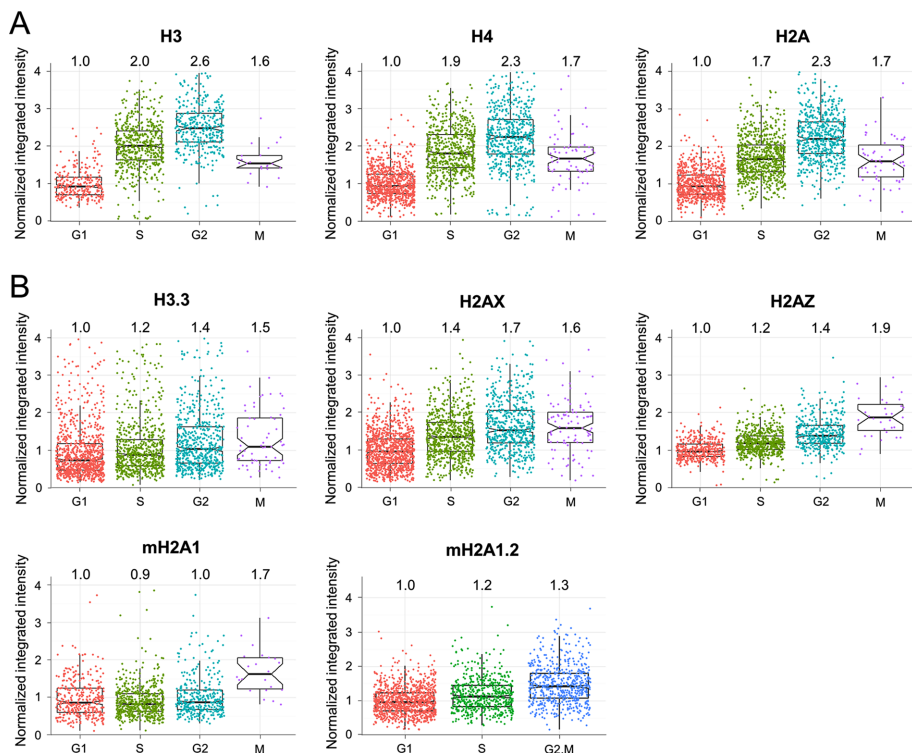 A
H3
1.0 2.0 2.6 1.6
Normalized integrated intensity
4
3
2
1
0
G1 S G2 M
H4
1.0 1.9 2.3 1.7
Normalized integrated intensity
4
3
2
1
0
G1 S G2 M
H2A
1.0 1.7 2.3 1.7
Normalized integrated intensity
4
3
2
1
0
G1 S G2 M
B
H3.3
1.0 1.2 1.4 1.5
Normalized integrated intensity
4
3
2
1
0
G1 S G2 M
H2AX
1.0 1.4 1.7 1.6
Normalized integrated intensity
4
3
2
1
0
G1 S G2 M
H2AZ
1.0 1.2 1.4 1.9
Normalized integrated intensity
4
3
2
1
0
G1 S G2 M
mH2A1
1.0 0.9 1.0 1.7
Normalized integrated intensity
4
3
2
1
0
G1 S G2 M
mH2A1.2
1.0 1.2 1.3
Normalized integrated intensity
4
3
2
1
0
G1 S G2.M